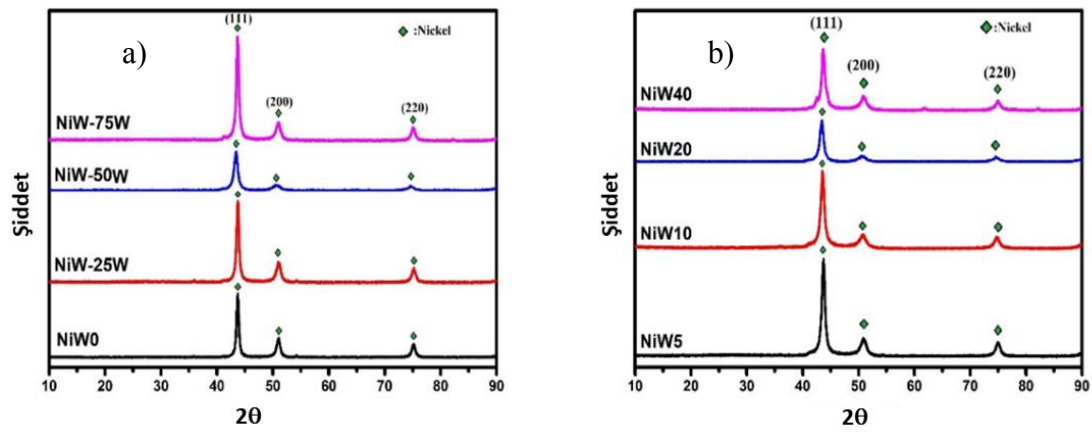 a)
(111)
◆ :Nickel
(200)
(220)
NiW-75W
NiW-50W
NiW-25W
NiW0
Şiddet
10 20 30 40 50 60 70 80 90
2θ
b)
(111)
◆:Nickel
(200)
(220)
NiW40
NiW20
NiW10
NiW5
Şiddet
10 20 30 40 50 60 70 80 90
2θ